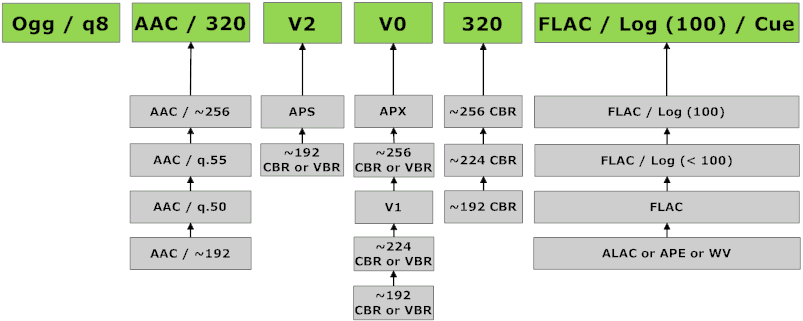 Ogg / q8
AAC / 320
V2
V0
320
FLAC / Log (100) / Cue
AAC / ~256
APS
APX
~256 CBR
FLAC / Log (100)
AAC / q.55
~192
CBR or VBR
~256
CBR or VBR
~224 CBR
FLAC / Log (< 100)
AAC / q.50
V1
~192 CBR
FLAC
AAC / ~192
~224
CBR or VBR
ALAC or APE or WV
~192
CBR or VBR